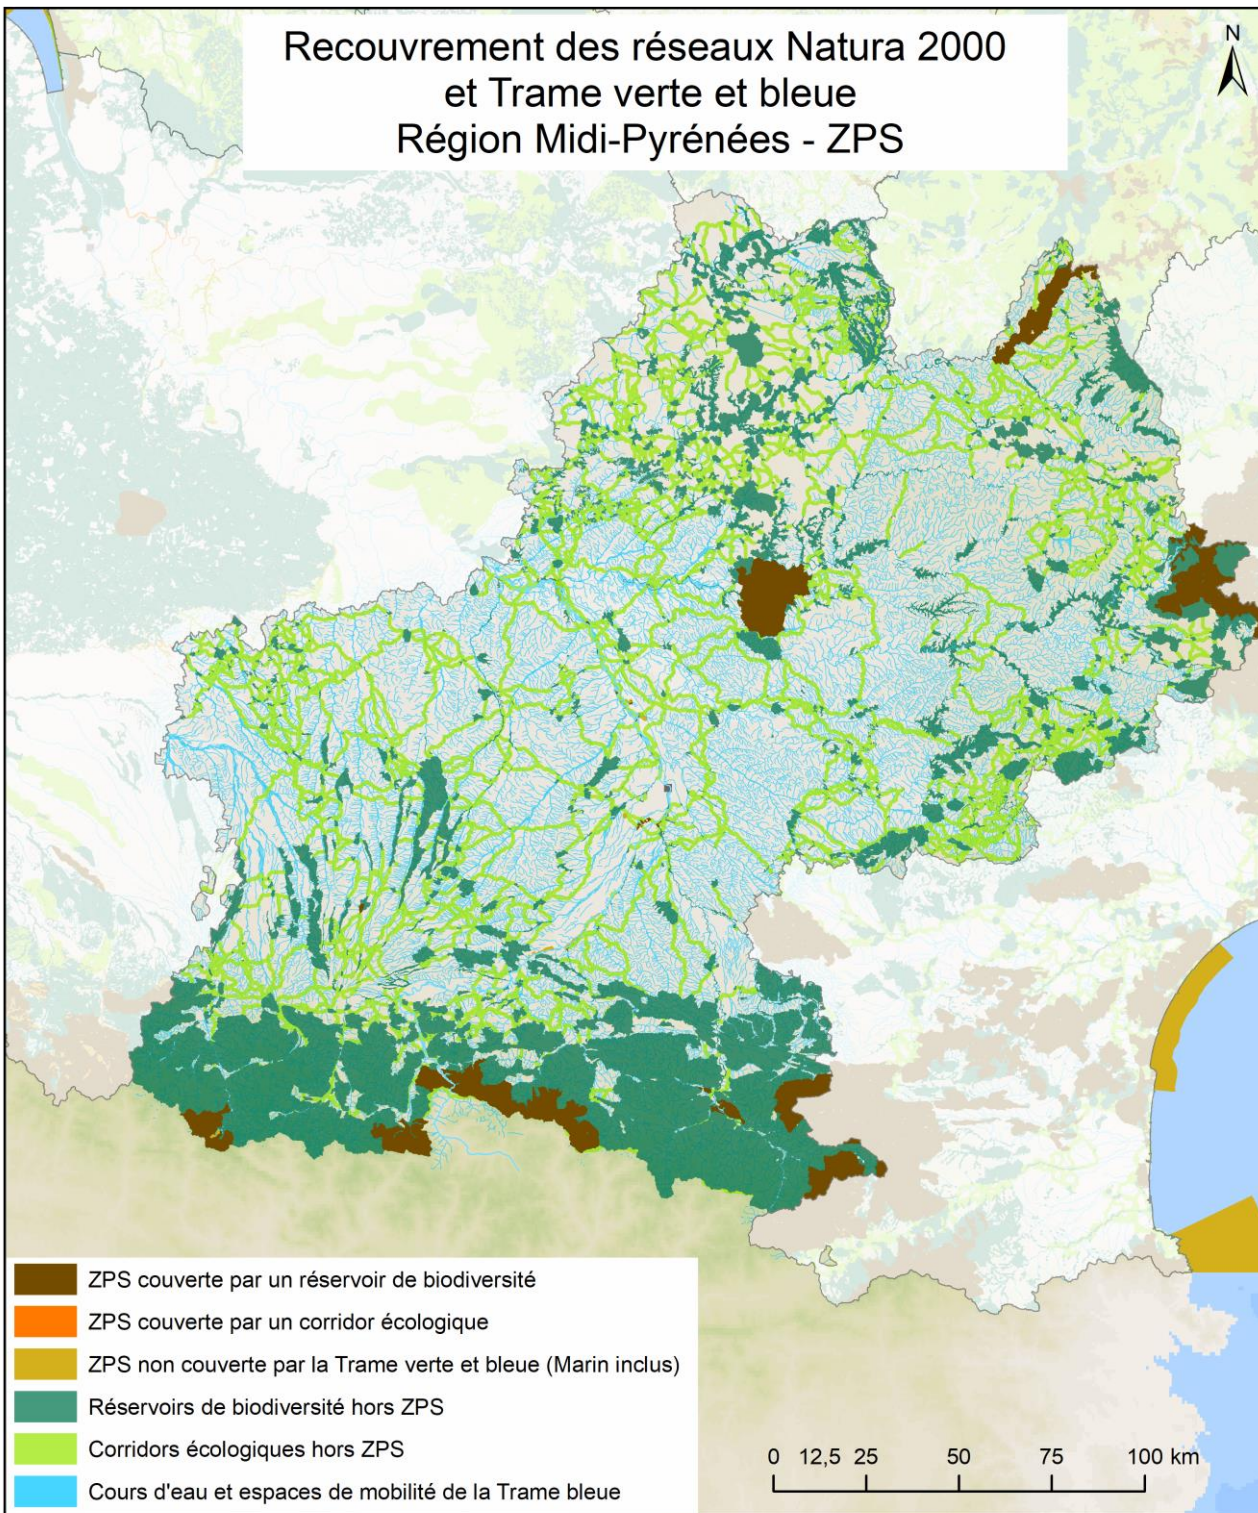 Recouvrement des réseaux Natura 2000
et Trame verte et bleue
Région Midi-Pyrénées - ZPS
N
ZPS couverte par un réservoir de biodiversité
ZPS couverte par un corridor écologique
ZPS non couverte par la Trame verte et bleue (Marin inclus)
Réservoirs de biodiversité hors ZPS
Corridors écologiques hors ZPS
Cours d'eau et espaces de mobilité de la Trame bleue
0 12,5 25 50 75 100 km